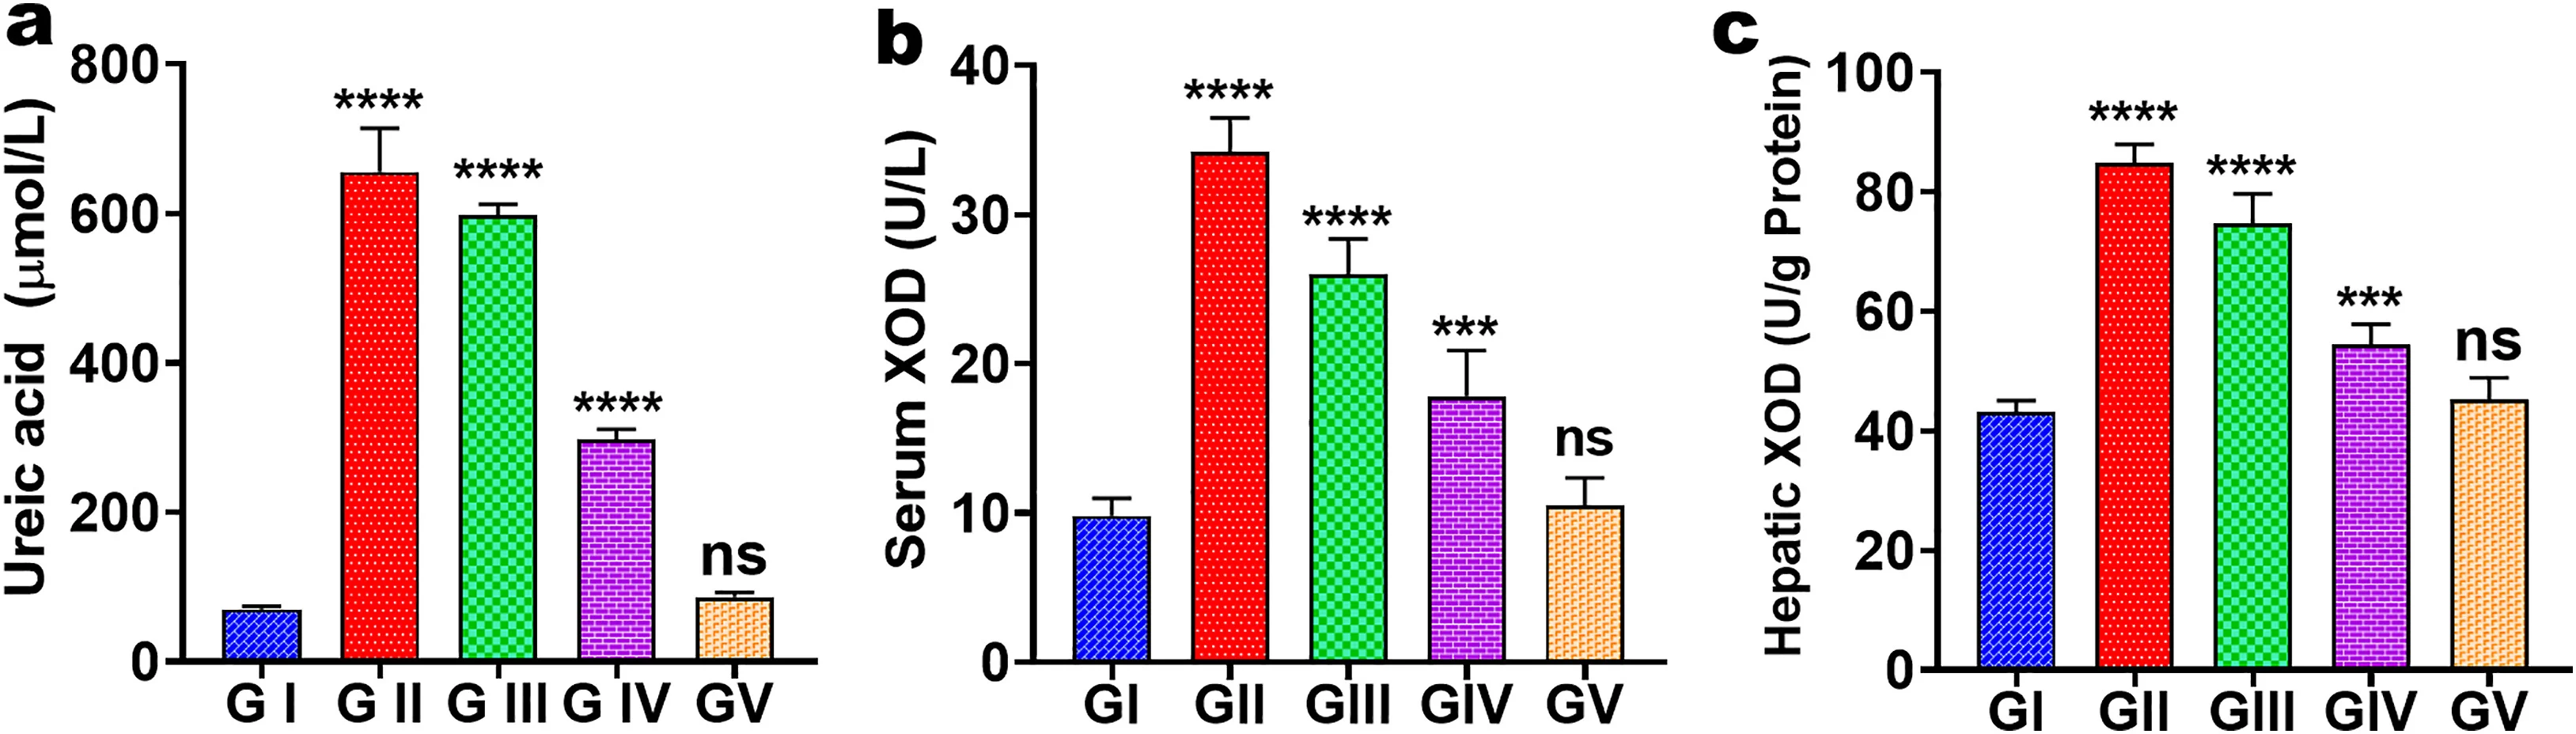 a
Ureic acid (μmol/L)
800
600
400
200
0
****
****
****
ns
G I G II G III G IV GV
b
Serum XOD (U/L)
40
30
20
10
0
****
****
***
ns
GI GII GIII GIV GV
c
Hepatic XOD (U/g Protein)
100
80
60
40
20
0
****
****
***
ns
GI GII GIII GIV GV